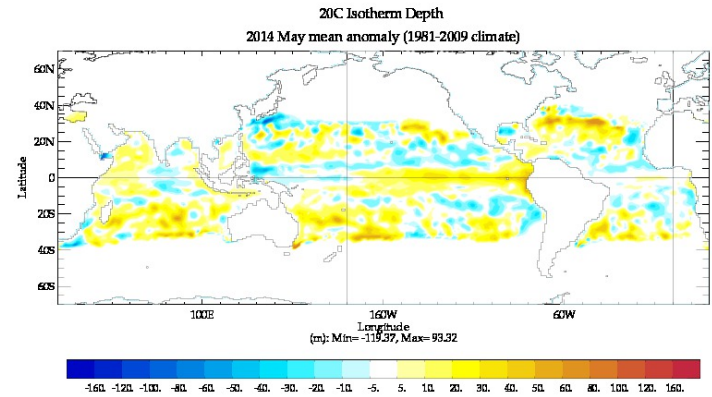 20C Isotherm Depth
2014 May mean anomaly (1981-2009 climate)
60N
40N
20N
0
20S
40S
60S
Latitude
100E 160W 60W
Longitude
(m): Min= -119.37, Max= 93.32
-160. -120. -100. -80. -60. -40. -30. -20. -10. -5. 5. 10. 20. 30. 40. 50. 60. 80. 100. 120. 160.